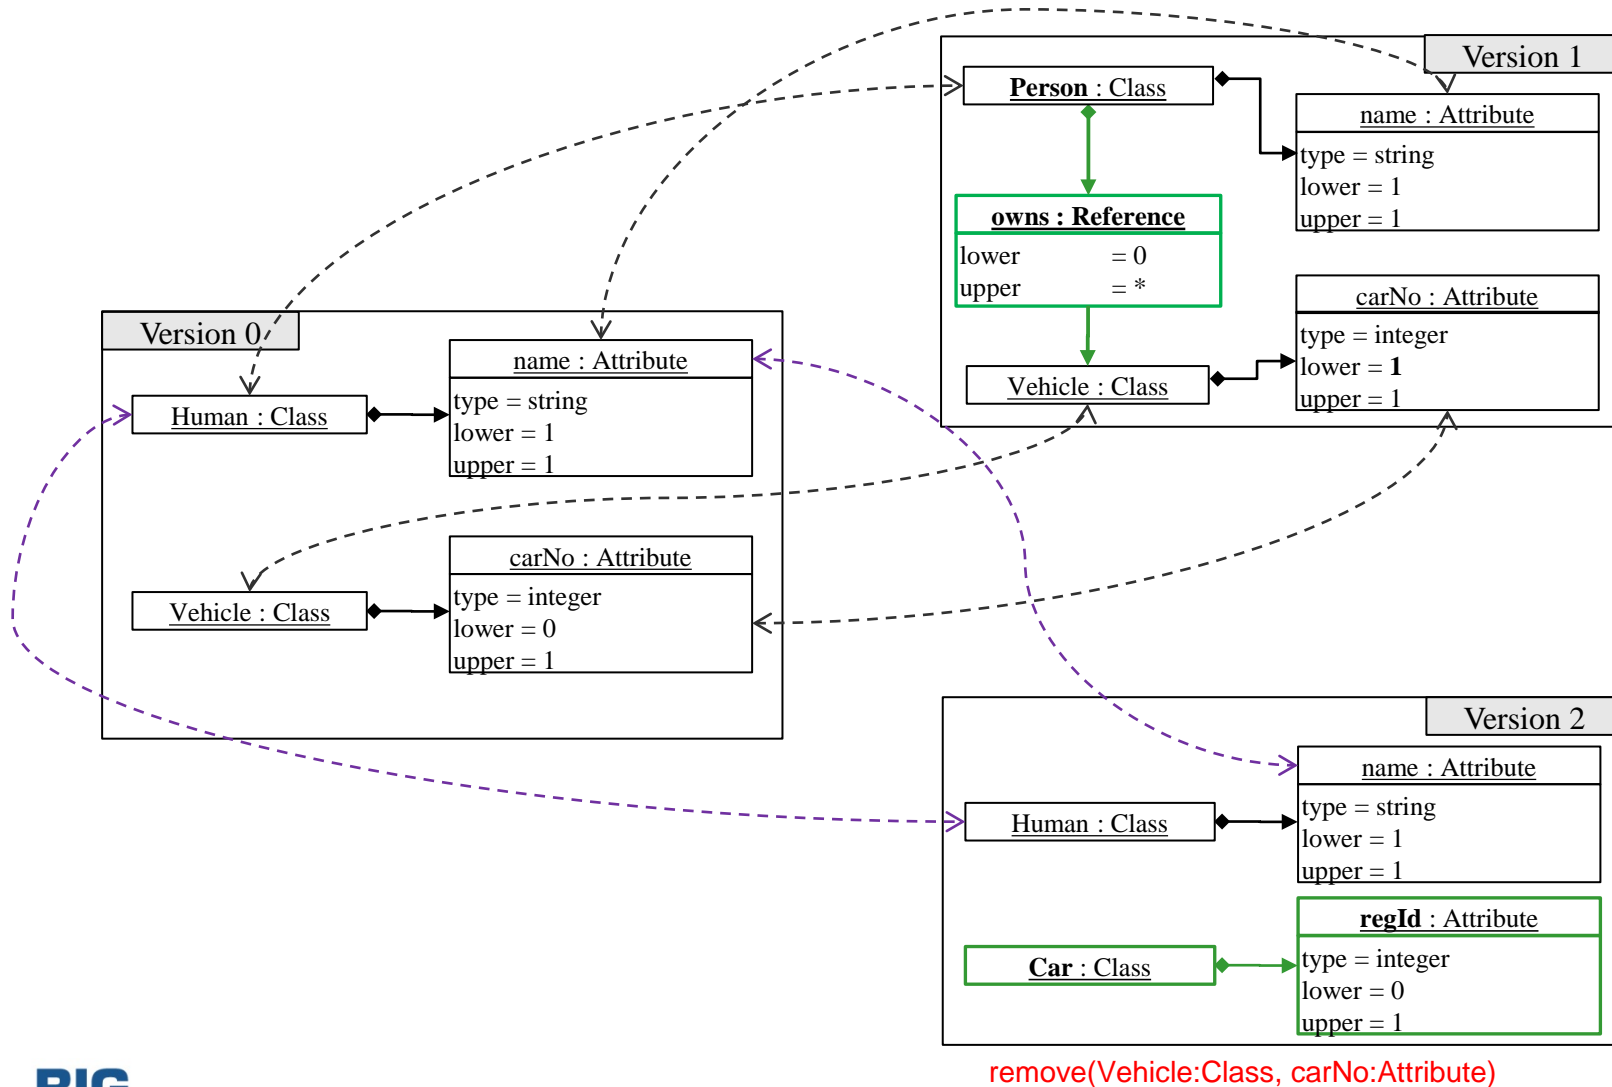 Version 1
Person : Class
name : Attribute
type = string
lower = 1
upper = 1
owns : Reference
lower = 0
upper = *
carNo : Attribute
type = integer
lower = 1
upper = 1
Vehicle : Class
Version 0
name : Attribute
Human : Class
type = string
lower = 1
upper = 1
carNo : Attribute
Vehicle : Class
type = integer
lower = 0
upper = 1
Version 2
name : Attribute
Human : Class
type = string
lower = 1
upper = 1
regId : Attribute
Car : Class
type = integer
lower = 0
upper = 1
remove(Vehicle:Class, carNo:Attribute)
BIG